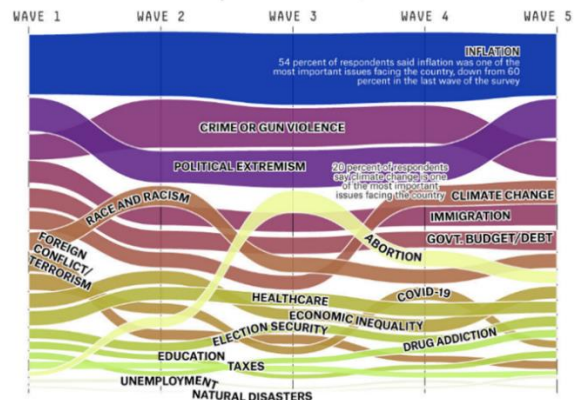 WAVE 1 WAVE 2 WAVE 3 WAVE 4 WAVE 5
INFLATION
54 percent of respondents said inflation was one of the
most important issues facing the country, down from 60
percent in the last wave of the survey
CRIME OR GUN VIOLENCE
POLITICAL EXTREMISM
20 percent of respondents
say climate change is one
of the most important
issues facing the country
CLIMATE CHANGE
RACE AND RACISM
IMMIGRATION
GOVT. BUDGET/DEBT
ABORTION
FOREIGN
CONFLICT/
TERRORISM
HEALTHCARE
COVID-19
ECONOMIC INEQUALITY
ELECTION SECURITY
DRUG ADDICTION
EDUCATION
TAXES
UNEMPLOYMENT
NATURAL DISASTERS